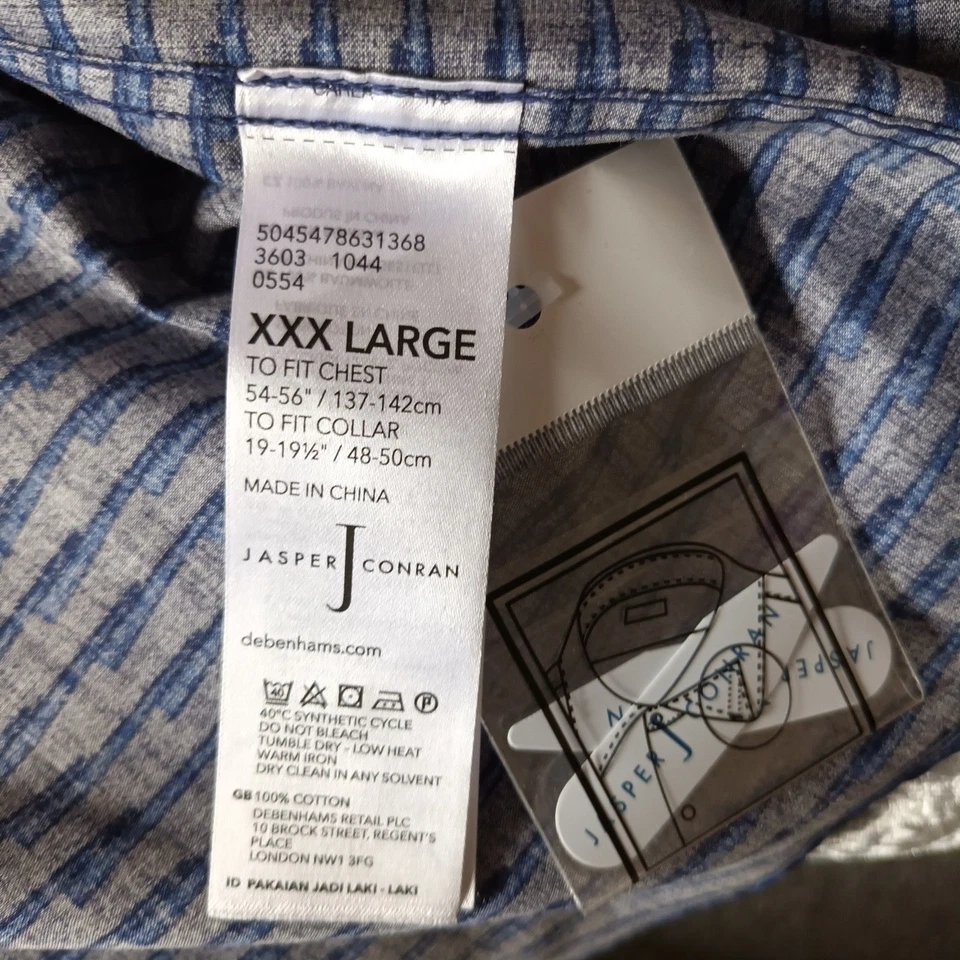 5045478631368
3603 1044
0554
XXX LARGE
TO FIT CHEST
54-56" / 137-142cm
TO FIT COLLAR
19-19½" / 48-50cm
MADE IN CHINA
JASPER J CONRAN
debenhams.com
40
P
40°C SYNTHETIC CYCLE
DO NOT BLEACH
TUMBLE DRY - LOW HEAT
WARM IRON
DRY CLEAN IN ANY SOLVENT
GB 100% COTTON
DEBENHAMS RETAIL PLC
10 BROCK STREET, REGENT'S
PLACE
LONDON NW1 3FG
ID PAKAIAN JADI LAKI - LAKI
JASPER J CONRAN
JASPER